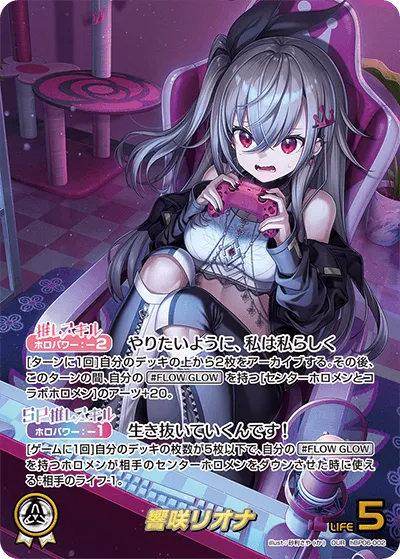 推しスキル
ホロパワー：－2
やりたいように、私は私らしく
[ターンに1回]自分のデッキの上から2枚をアーカイブする。その後、
このターンの間、自分の #FLOW GLOW を持つ[センターホロメンとコ
ラボホロメン]のアーツ+20。
SP推しスキル
ホロパワー：－1
生き抜いていくんです！
[ゲームに1回]自分のデッキの枚数が5枚以下で、自分の #FLOW GLOW
を持つホロメンが相手のセンターホロメンをダウンさせた時に使え
る：相手のライフ-1。
響咲リオナ
LIFE 5
OUR hBP06-002